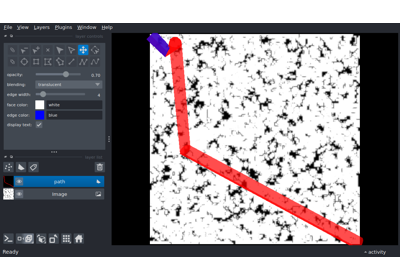 File View Layers Plugins Window Help
opacity: 0.70
blending: translucent
edge width: 4
face color: white
edge color: blue
display text: ✓
path
Image
Ready
activity